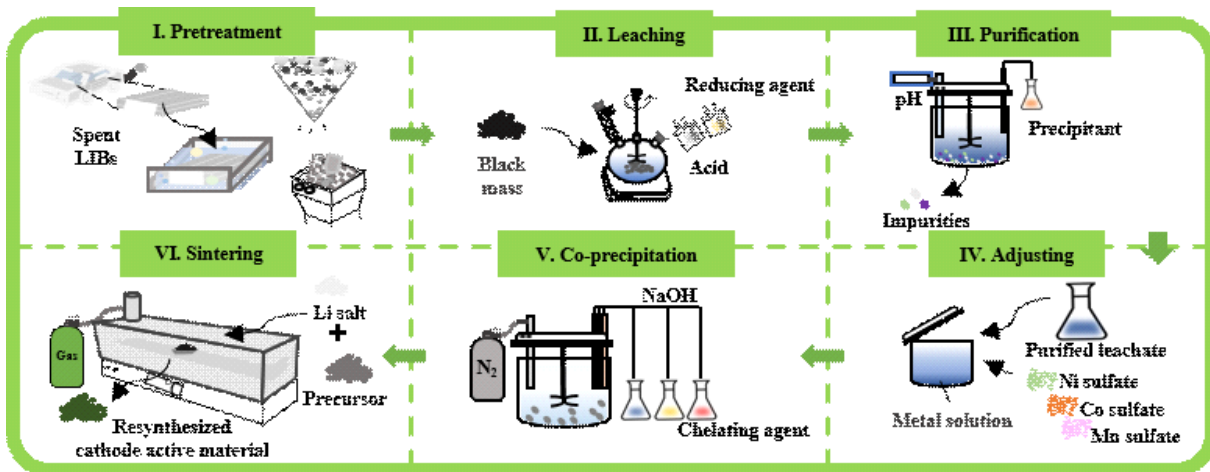 I. Pretreatment
Spent
LIBs
II. Leaching
Reducing agent
Black
mass
Acid
III. Purification
pH
Precipitant
Impurities
VI. Sintering
Li salt
+
Gas
Precursor
Resynthesized
cathode active material
V. Co-precipitation
NaOH
N₂
Chelating agent
IV. Adjusting
Purified leachate
Ni sulfate
Co sulfate
Mn sulfate
Metal solution